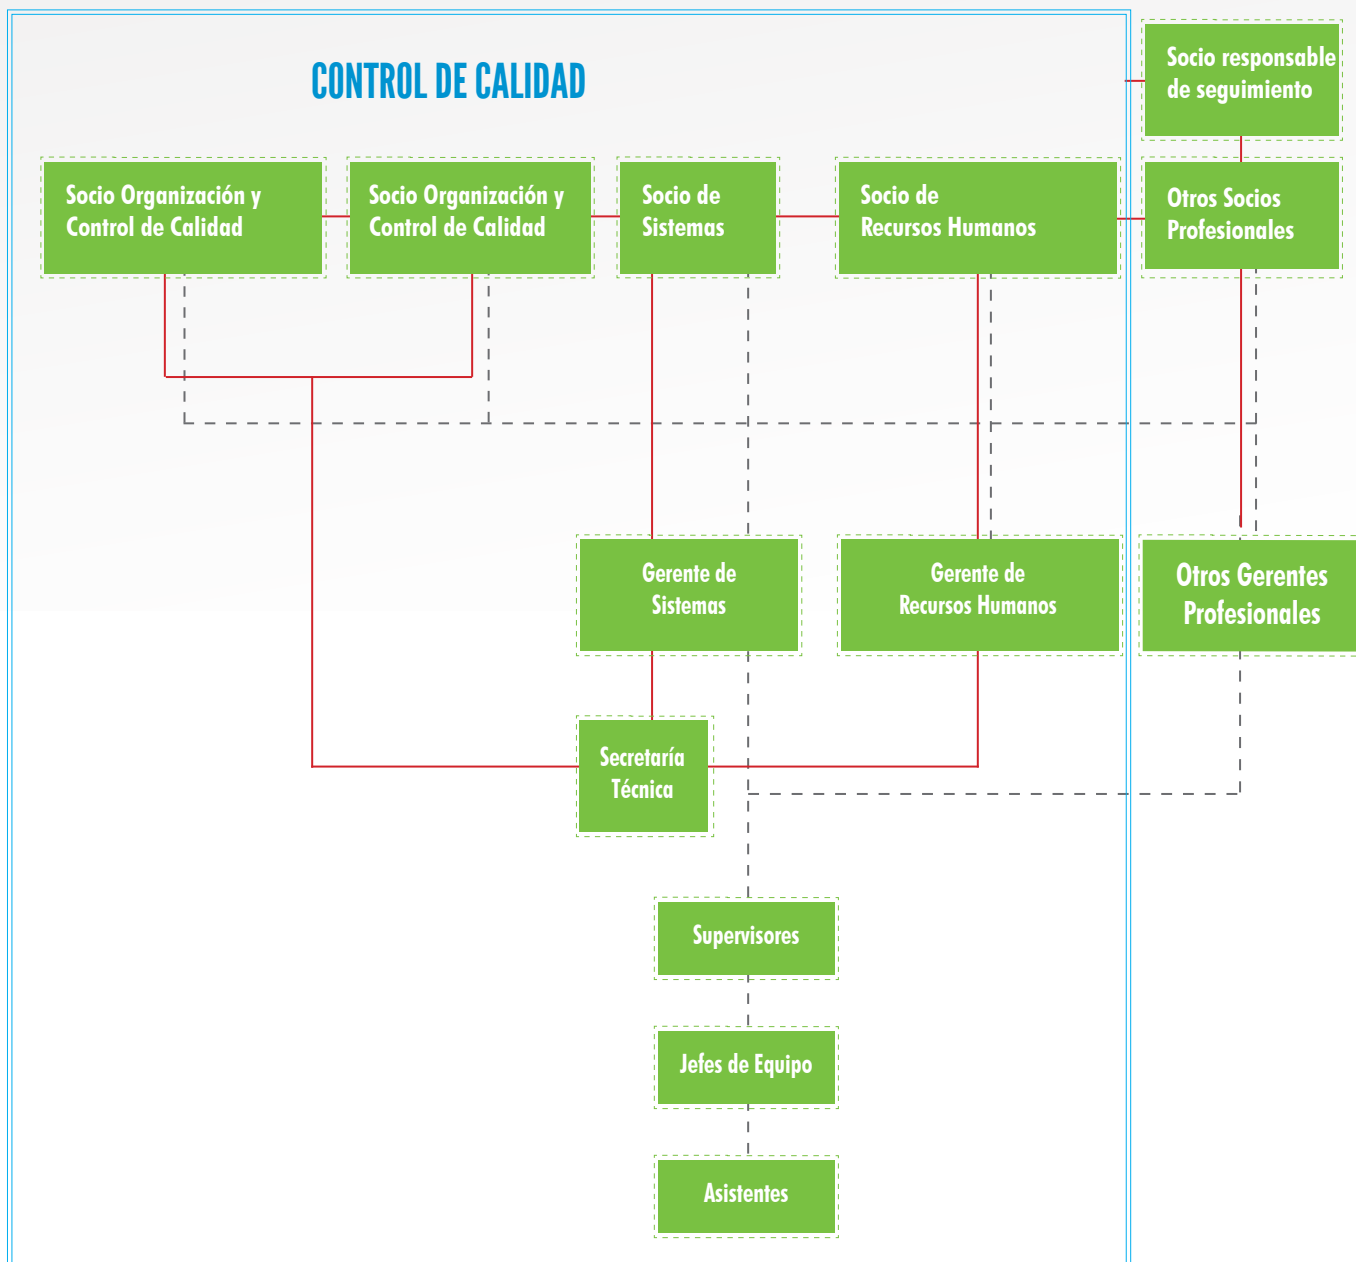 CONTROL DE CALIDAD
Socio responsable
de seguimiento
Socio Organización y
Control de Calidad
Socio Organización y
Control de Calidad
Socio de
Sistemas
Socio de
Recursos Humanos
Otros Socios
Profesionales
Gerente de
Sistemas
Gerente de
Recursos Humanos
Otros Gerentes
Profesionales
Secretaría
Técnica
Supervisores
Jefes de Equipo
Asistentes